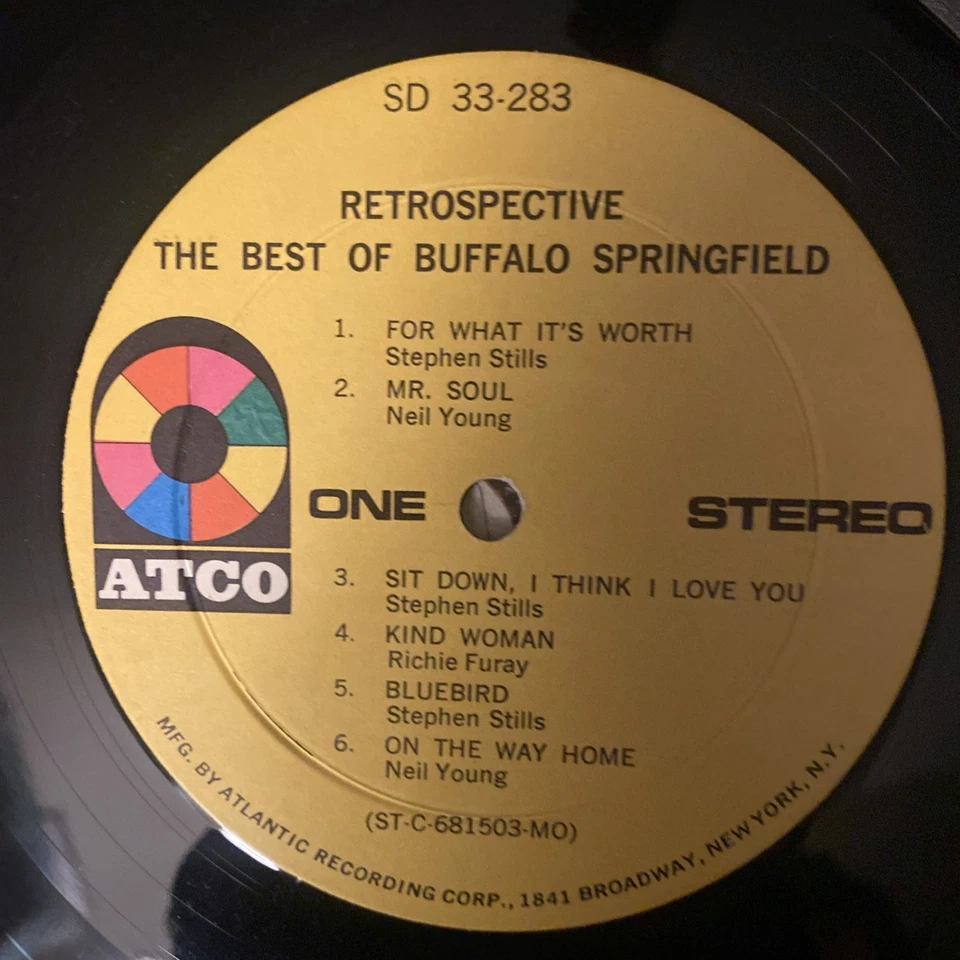 SD 33-283
RETROSPECTIVE
THE BEST OF BUFFALO SPRINGFIELD
1. FOR WHAT IT'S WORTH
Stephen Stills
2. MR. SOUL
Neil Young
ONE
STEREO
ATCO
3. SIT DOWN, I THINK I LOVE YOU
Stephen Stills
4. KIND WOMAN
Richie Furay
5. BLUEBIRD
Stephen Stills
6. ON THE WAY HOME
Neil Young
(ST-C-681503-MO)
MFG. BY ATLANTIC RECORDING CORP., 1841 BROADWAY, NEW YORK, N.Y.